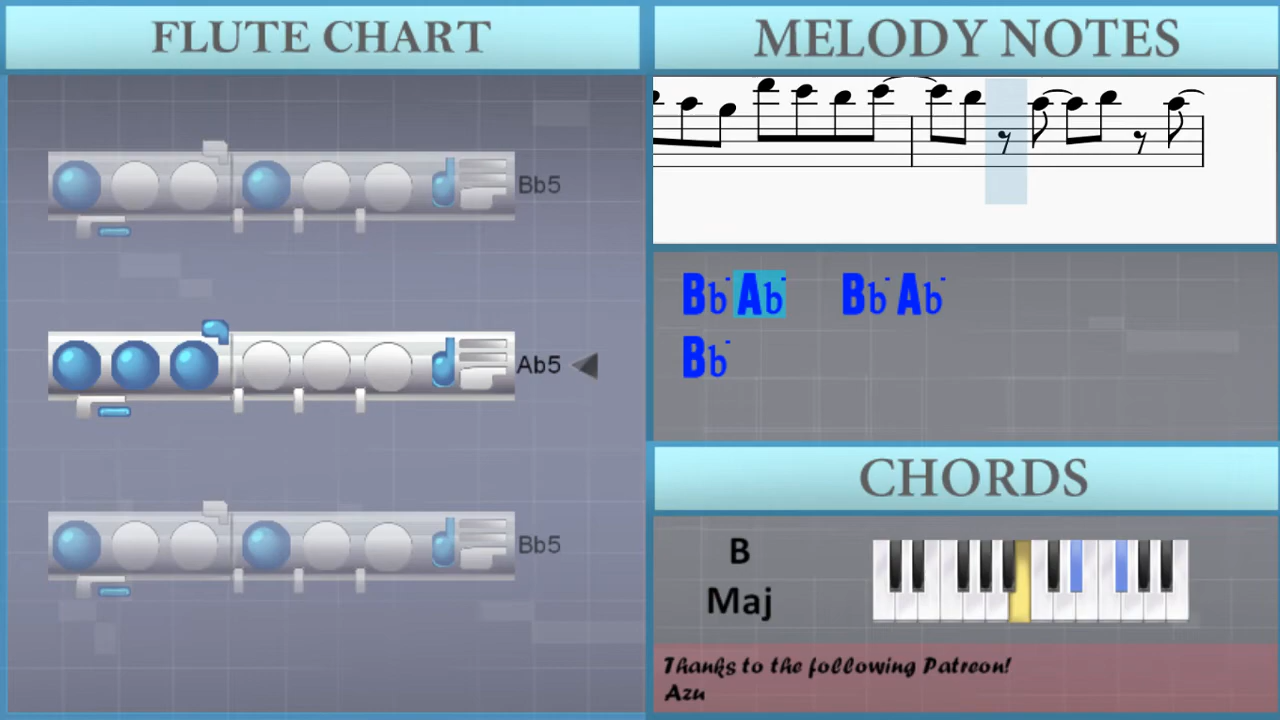 FLUTE CHART
Bb5
Ab5
Bb5
MELODY NOTES
Bb· Ab· Bb· Ab·
Bb·
CHORDS
B
Maj
Thanks to the following Patreon!
Azu